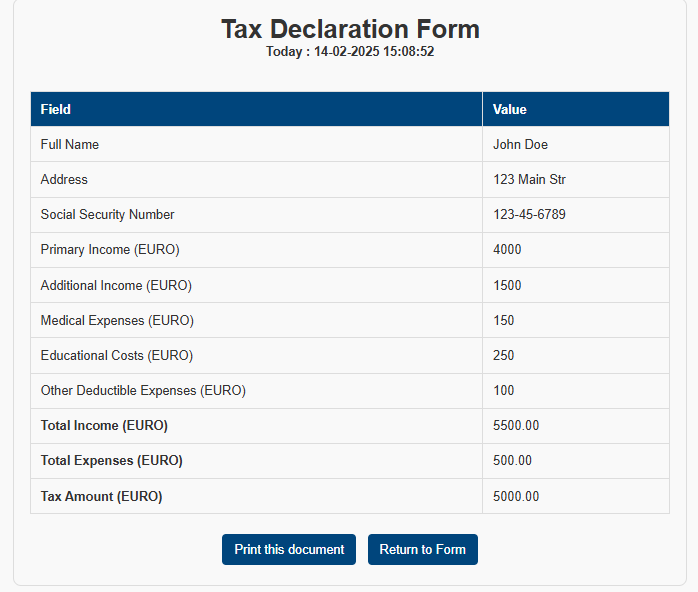 Tax Declaration Form
Today : 14-02-2025 15:08:52
Field Value
Full Name John Doe
Address 123 Main Str
Social Security Number 123-45-6789
Primary Income (EURO) 4000
Additional Income (EURO) 1500
Medical Expenses (EURO) 150
Educational Costs (EURO) 250
Other Deductible Expenses (EURO) 100
Total Income (EURO) 5500.00
Total Expenses (EURO) 500.00
Tax Amount (EURO) 5000.00
Print this document Return to Form